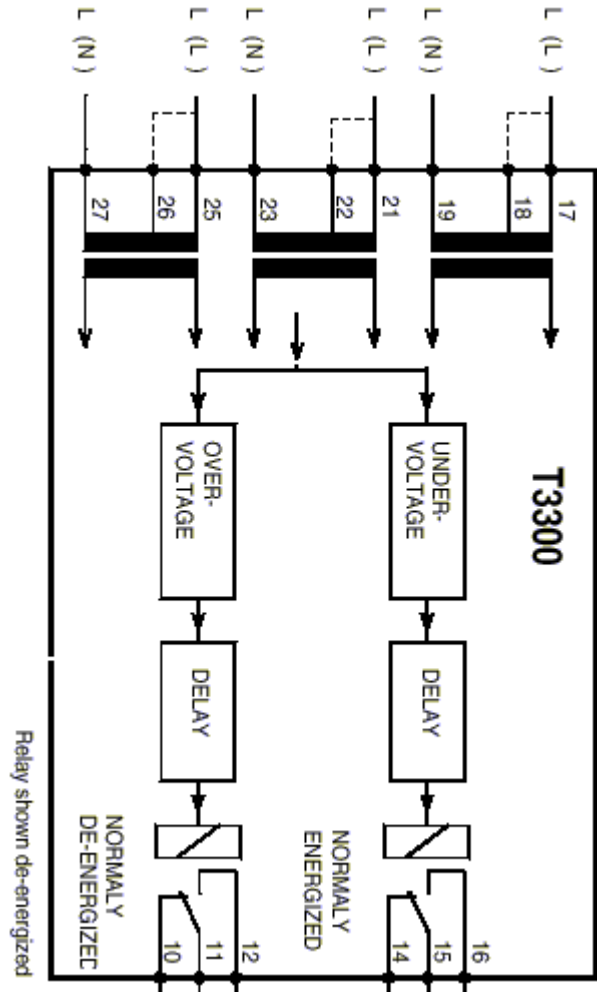 L (L)
17
18
L (N)
19
L (L)
21
22
L (N)
23
L (L)
25
26
L (N)
27
T3300
UNDER-
VOLTAGE
DELAY
NORMALY
ENERGIZED
16
15
14
OVER-
VOLTAGE
DELAY
NORMALY
DE-ENERGIZED
12
11
10
Relay shown de-energized